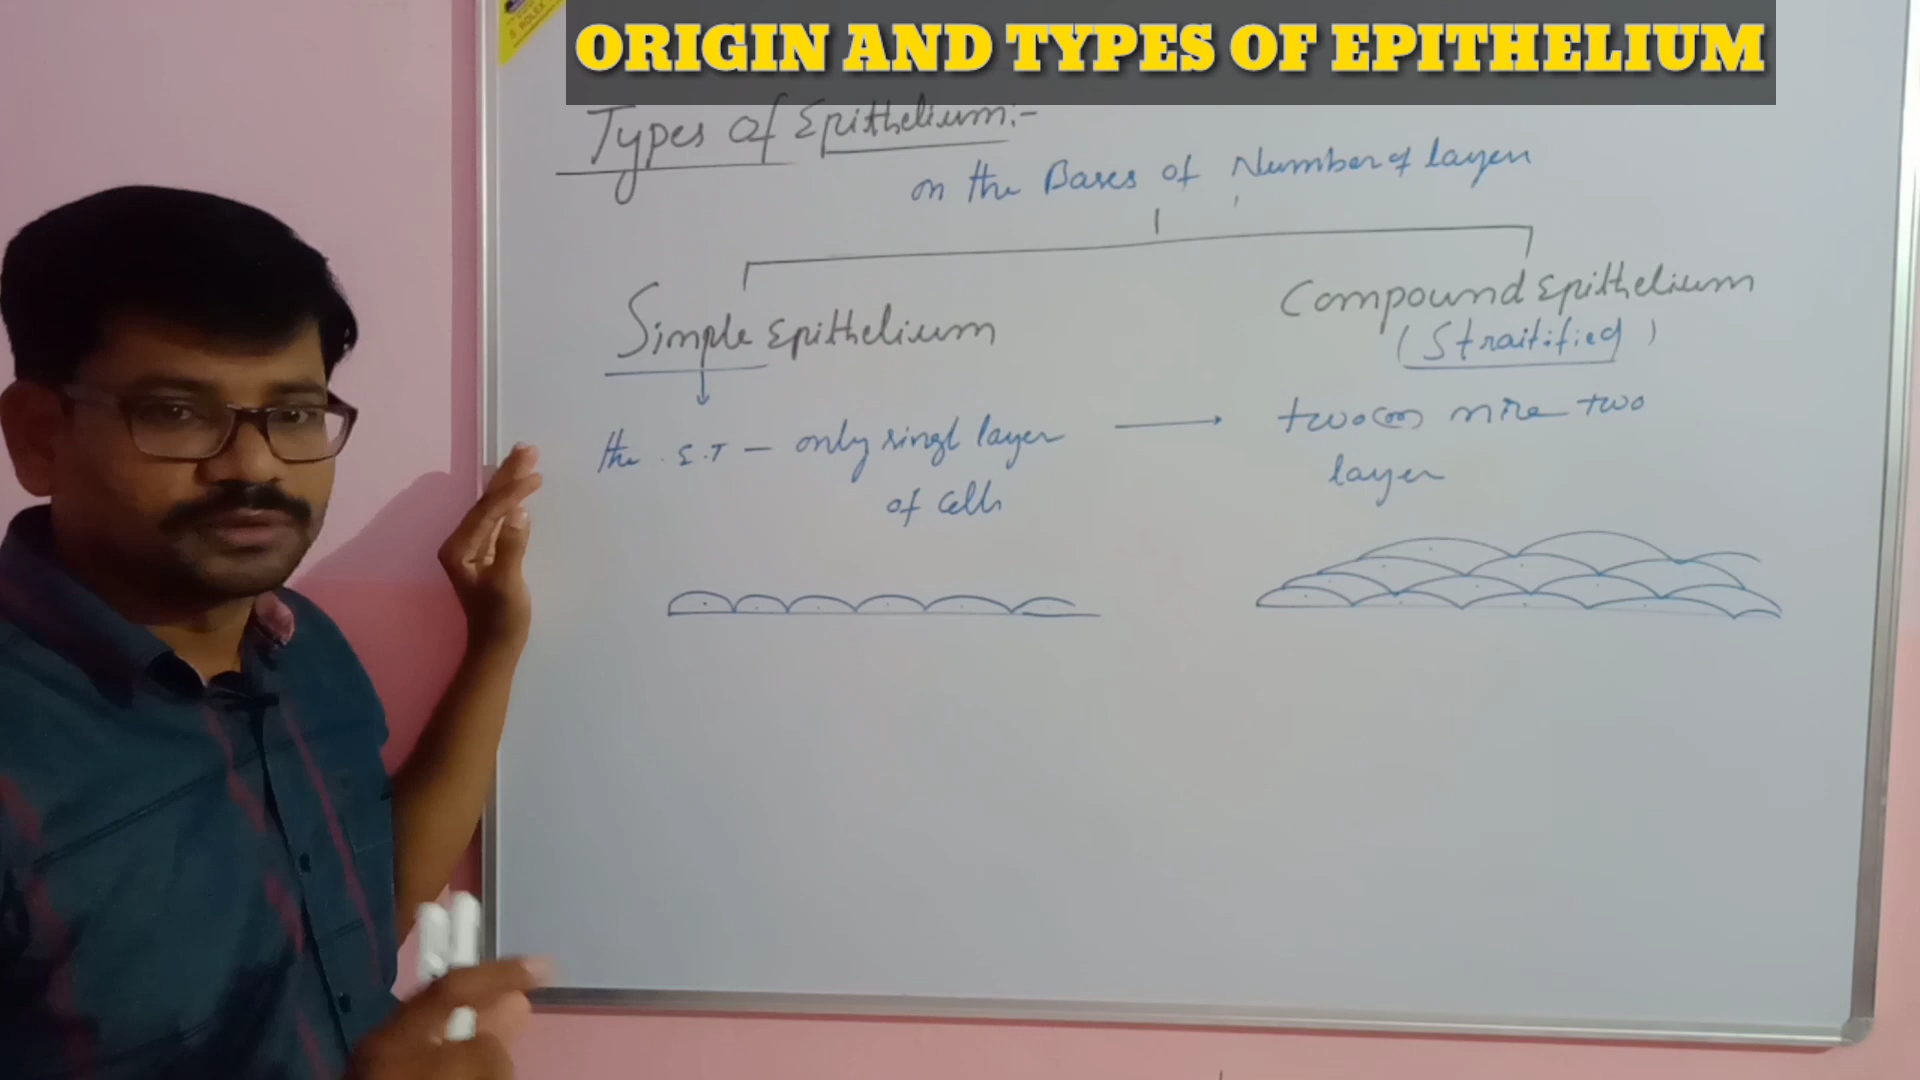 ROLEX
ORIGIN AND TYPES OF EPITHELIUM
Types Of Epithelium:-
on the Bases of Number of layer
Simple Epithelium
Compound Epithelium
(Straitified)
the . E.T — only singl layer
of cells
two (or) more two
layer